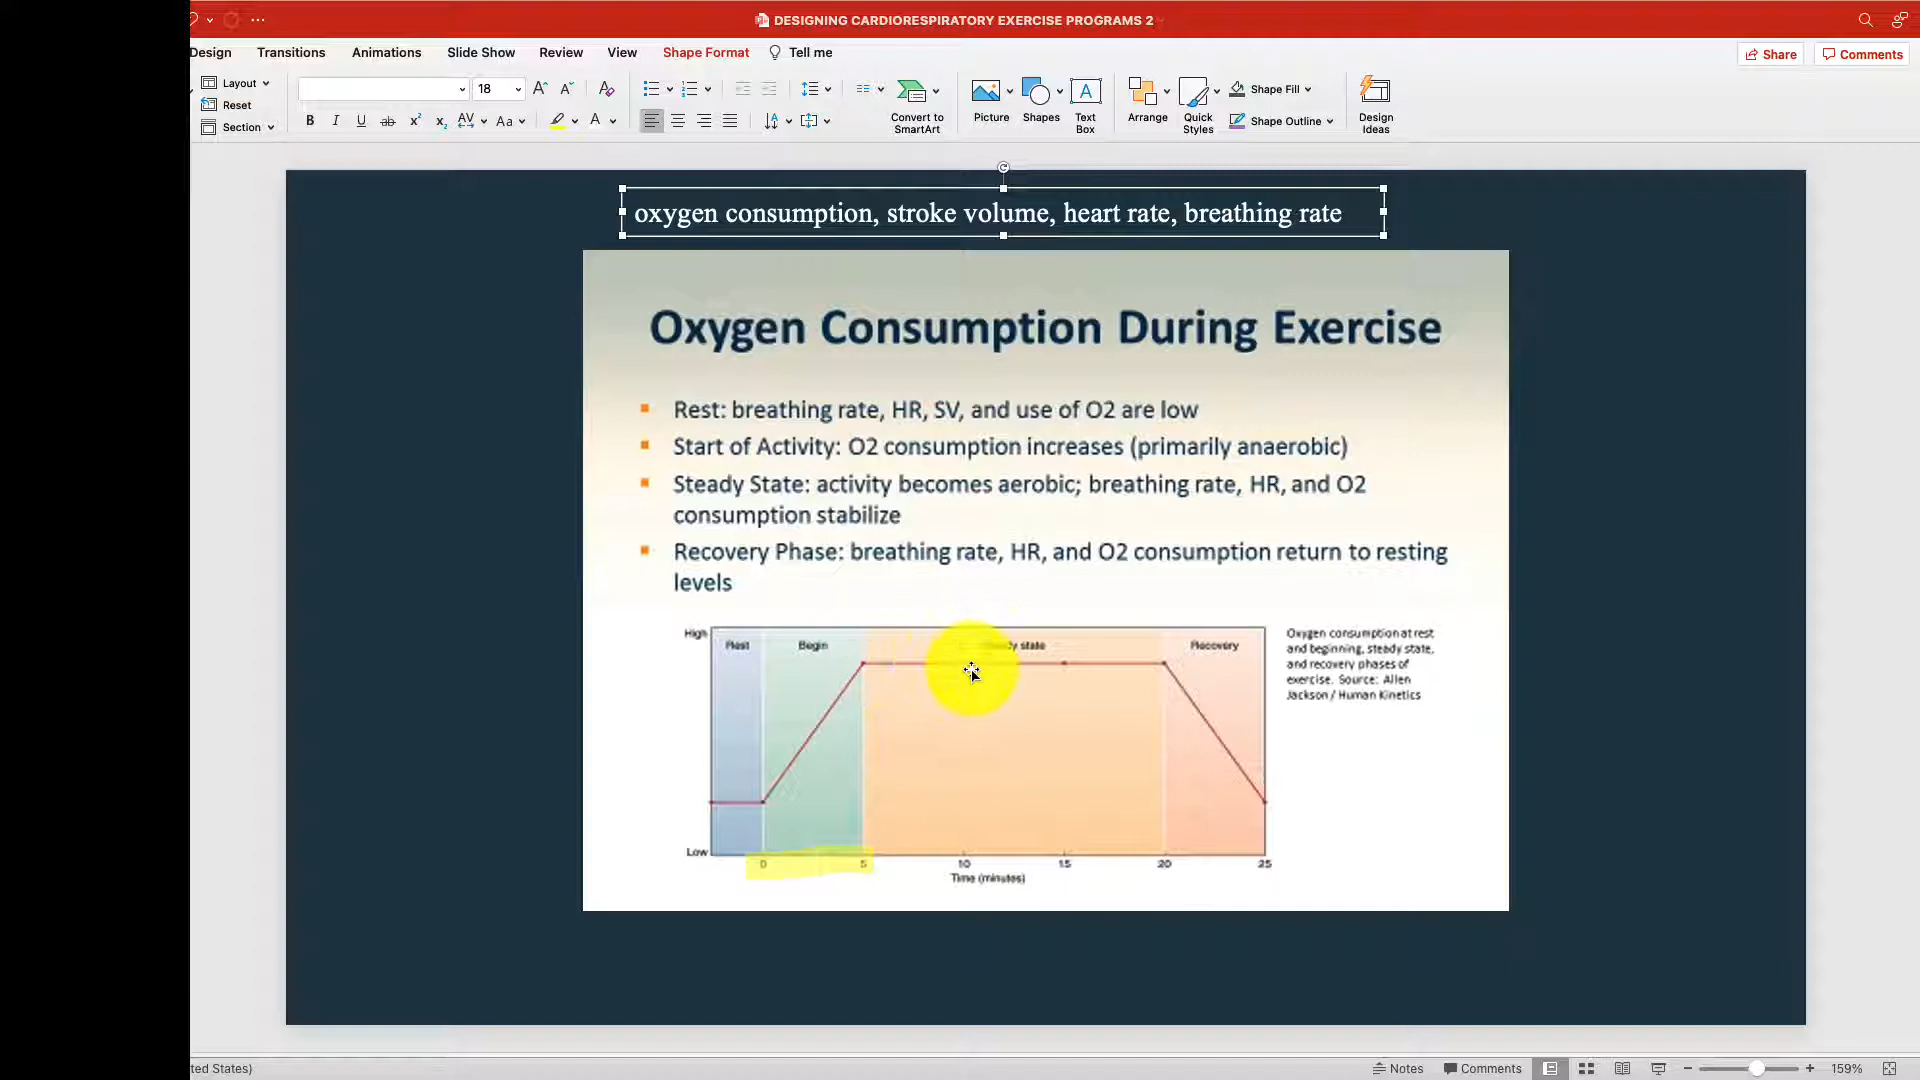 DESIGNING CARDIORESPIRATORY EXERCISE PROGRAMS 2
Design Transitions Animations Slide Show Review View Shape Format Tell me
Share Comments
Layout
Reset
Section
18
Convert to SmartArt
Picture
Shapes
Text Box
Arrange
Quick Styles
Shape Fill
Shape Outline
Design Ideas
oxygen consumption, stroke volume, heart rate, breathing rate
Oxygen Consumption During Exercise
Rest: breathing rate, HR, SV, and use of O2 are low
Start of Activity: O2 consumption increases (primarily anaerobic)
Steady State: activity becomes aerobic; breathing rate, HR, and O2
consumption stabilize
Recovery Phase: breathing rate, HR, and O2 consumption return to resting
levels
High
Rest Begin state Recovery
Low
0 5 10 15 20 25
Time (minutes)
Oxygen consumption at rest
and beginning, steady state,
and recovery phases of
exercise. Source: Allen
Jackson / Human Kinetics
ted States)
Notes Comments 159%